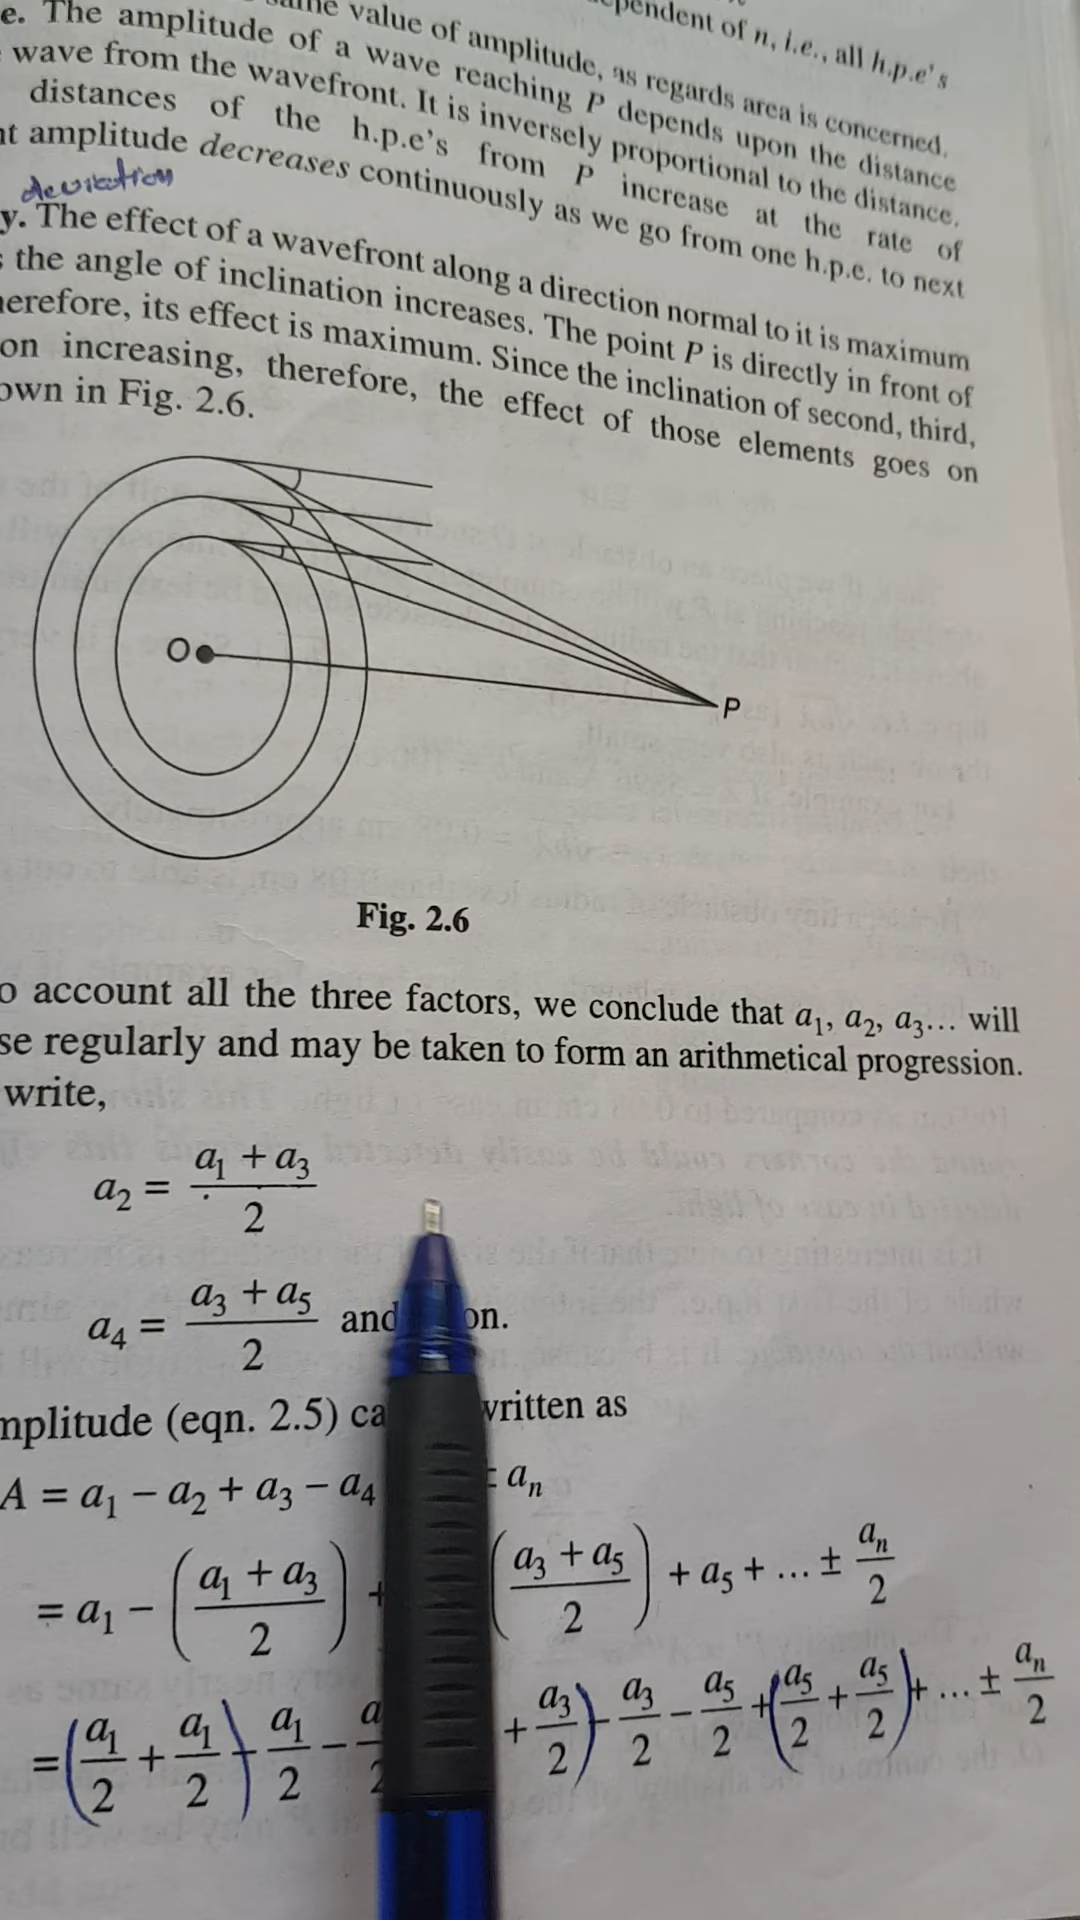 pendent of n, i.e., all h.p.e's
same value of amplitude, as regards area is concerned.
e. The amplitude of a wave reaching P depends upon the distance
wave from the wavefront. It is inversely proportional to the distance.
distances of the h.p.e's from P increase at the rate of
nt amplitude decreases continuously as we go from one h.p.e. to next
deviation
y. The effect of a wavefront along a direction normal to it is maximum
s the angle of inclination increases. The point P is directly in front of
herefore, its effect is maximum. Since the inclination of second, third,
on increasing, therefore, the effect of those elements goes on
own in Fig. 2.6.
O
P
Fig. 2.6
o account all the three factors, we conclude that a₁, a₂, a₃... will
se regularly and may be taken to form an arithmetical progression.
write,
a₂ = (a₁ + a₃)/2
a₄ = (a₃ + a₅)/2 and on.
mplitude (eqn. 2.5) ca written as
A = a₁ − a₂ + a₃ − a₄ aₙ
= a₁ − ((a₁ + a₃)/2) + ((a₃ + a₅)/2) + a₅ + ... ± aₙ/2
= (a₁/2 + a₁/2) − a₁/2 − + a₃/2) − a₃/2 − a₅/2 + (a₅/2 + a₅/2) + ... ± aₙ/2